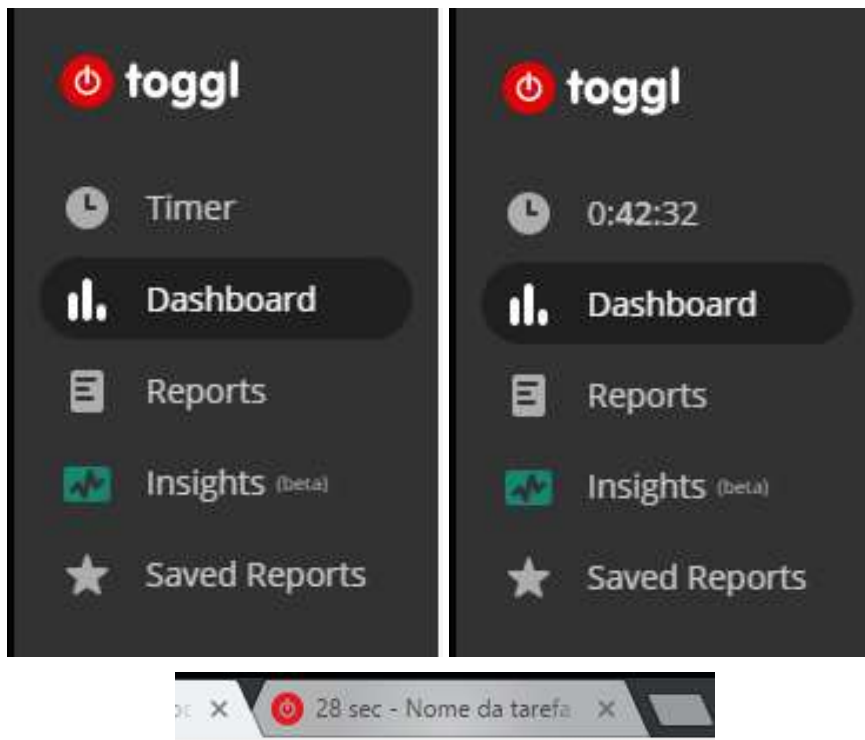 toggl
Timer
Dashboard
Reports
Insights (beta)
Saved Reports
toggl
0:42:32
Dashboard
Reports
Insights (beta)
Saved Reports
28 sec - Nome da tarefa